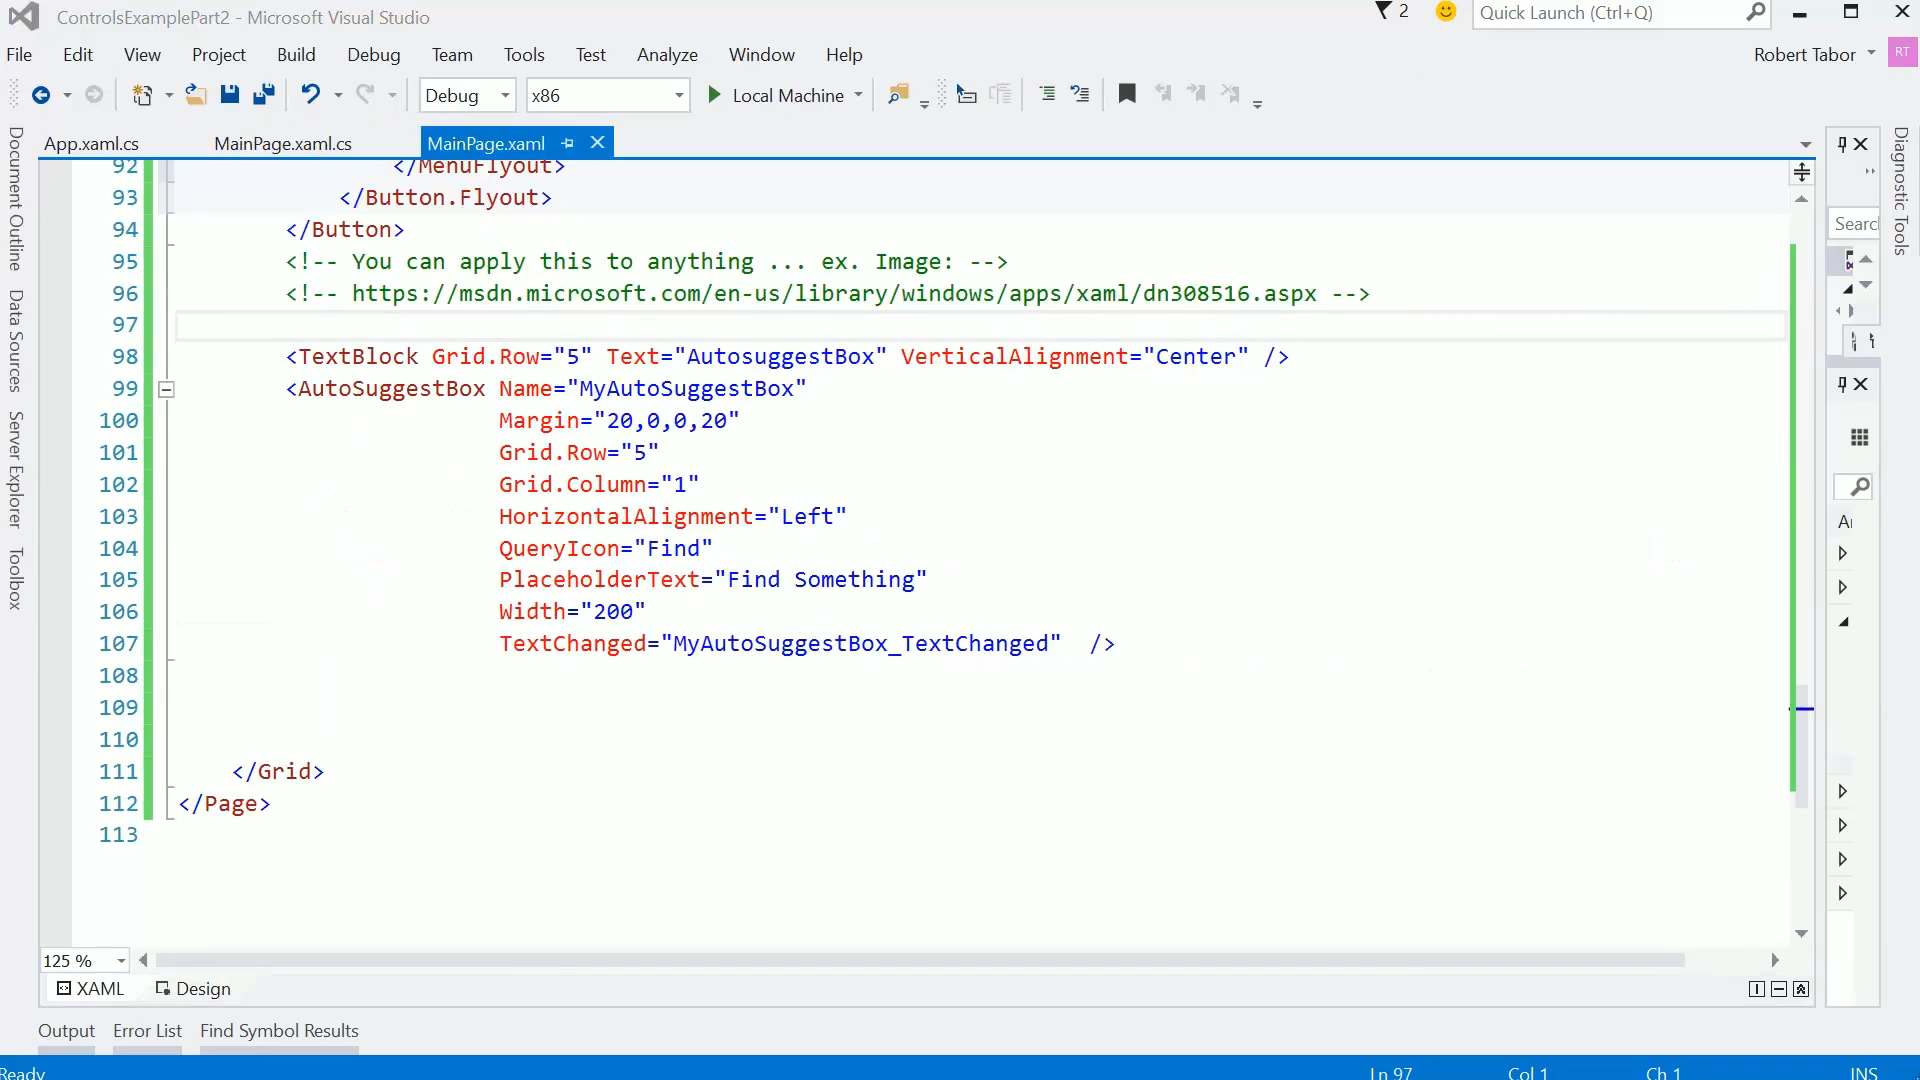 ControlsExamplePart2 - Microsoft Visual Studio
2
Quick Launch (Ctrl+Q)
File Edit View Project Build Debug Team Tools Test Analyze Window Help
Robert Tabor
RT
Debug x86 Local Machine
App.xaml.cs MainPage.xaml.cs MainPage.xaml
Document Outline
Data Sources
Server Explorer
Toolbox
92 </MenuFlyout>
93 </Button.Flyout>
94 </Button>
95 <!-- You can apply this to anything ... ex. Image: -->
96 <!-- https://msdn.microsoft.com/en-us/library/windows/apps/xaml/dn308516.aspx -->
97
98 <TextBlock Grid.Row="5" Text="AutosuggestBox" VerticalAlignment="Center" />
99 <AutoSuggestBox Name="MyAutoSuggestBox"
100 Margin="20,0,0,20"
101 Grid.Row="5"
102 Grid.Column="1"
103 HorizontalAlignment="Left"
104 QueryIcon="Find"
105 PlaceholderText="Find Something"
106 Width="200"
107 TextChanged="MyAutoSuggestBox_TextChanged" />
108
109
110
111 </Grid>
112 </Page>
113
Diagnostic Tools
Searc
125 %
XAML Design
Output Error List Find Symbol Results
Ready Ln 97 Col 1 Ch 1 INS